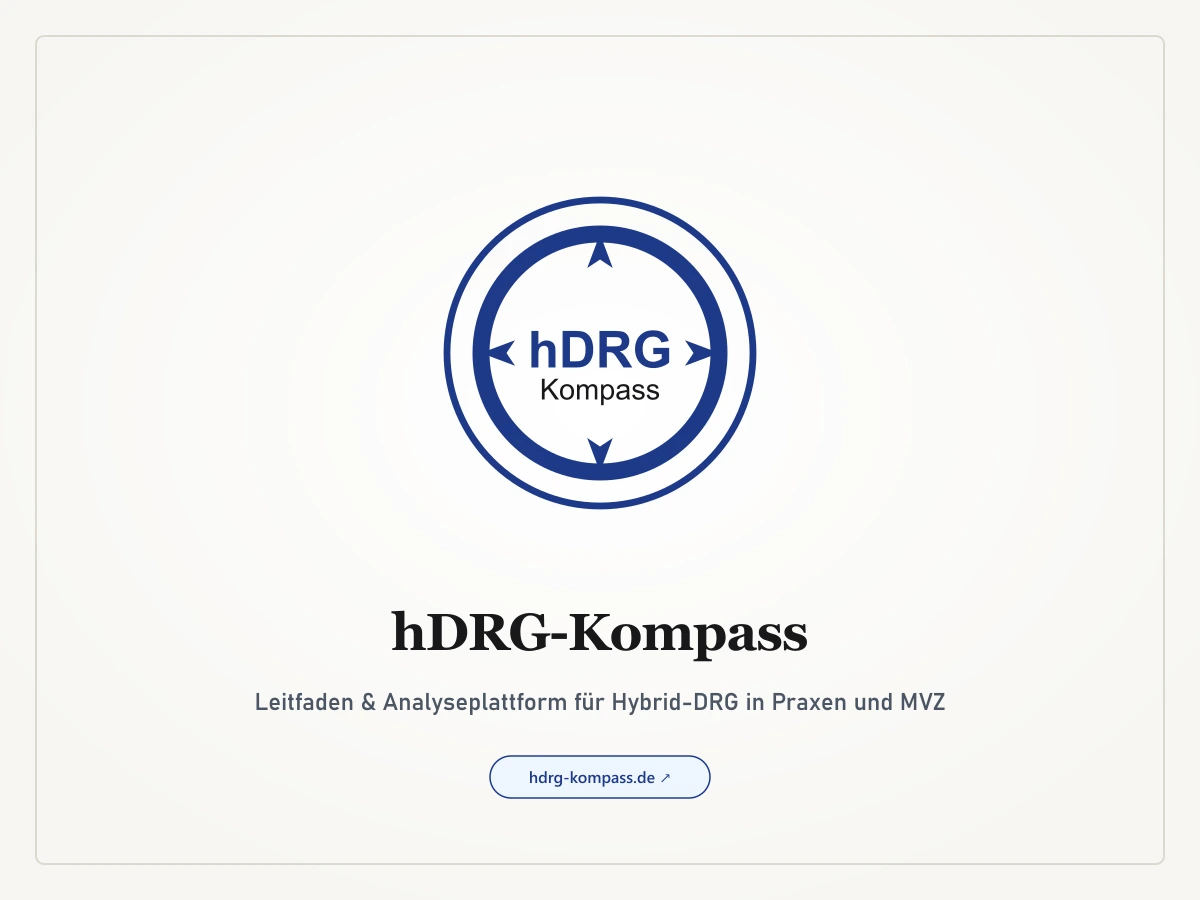 hDRG
Kompass
hDRG-Kompass
Leitfaden & Analyseplattform für Hybrid-DRG in Praxen und MVZ
hdrg-kompass.de ↗